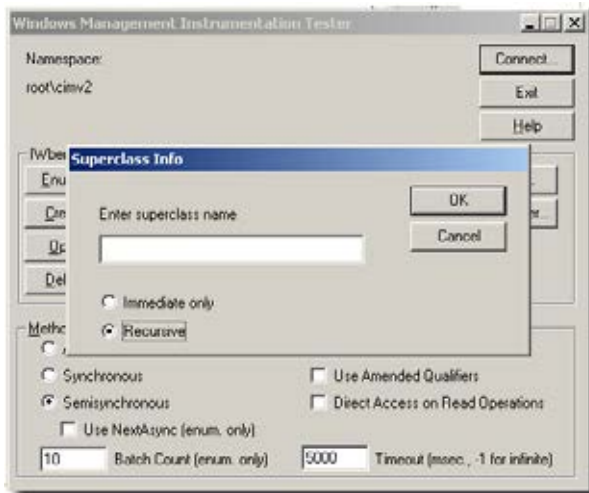 Windows Management Instrumentation Tester
Namespace:
root\cimv2
Connect...
Exit
Help
Superclass Info
Enter superclass name
OK
Cancel
Immediate only
Recursive
Synchronous
Semisynchronous
Use NextAsync (enum. only)
Use Amended Qualifiers
Direct Access on Read Operations
10
Batch Count (enum. only)
5000
Timeout (msec., -1 for infinite)